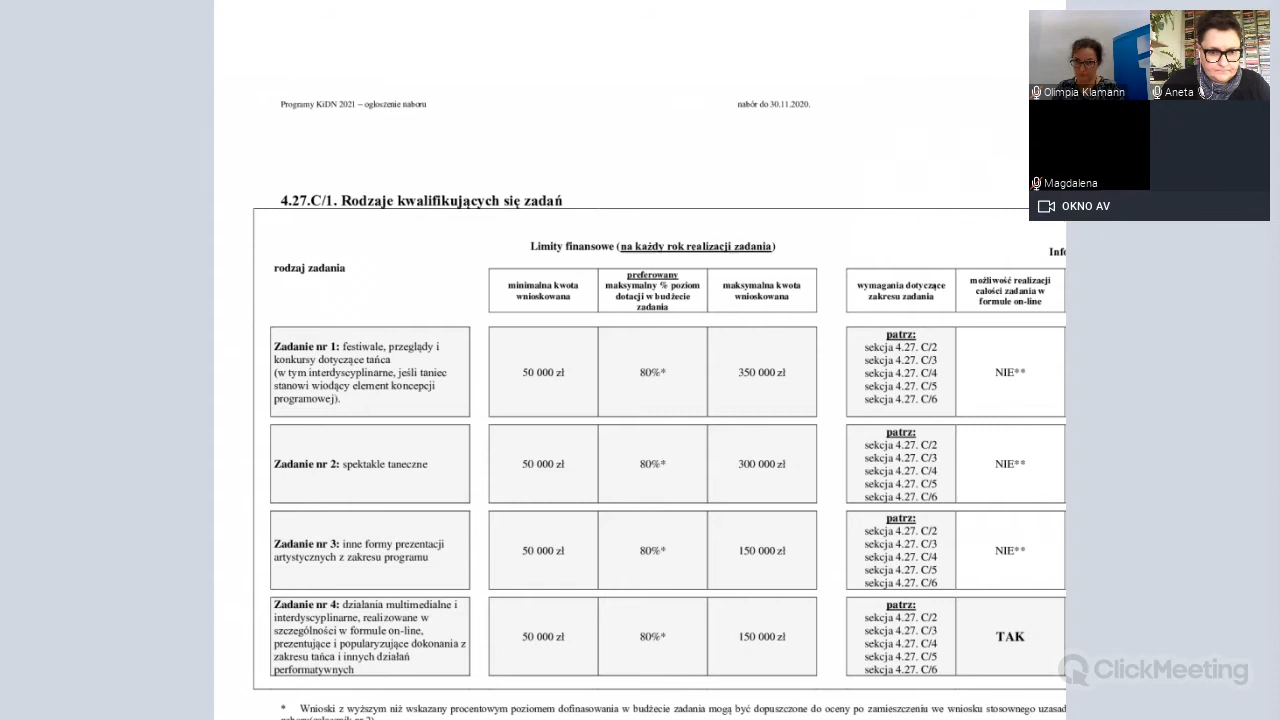 Programy KiDN 2021 – ogłoszenie naboru
nabór do 30.11.2020.
4.27.C/1. Rodzaje kwalifikujących się zadań
Limity finansowe (na każdy rok realizacji zadania)
rodzaj zadania
minimalna kwota
wnioskowana
preferowany
maksymalny % poziom
dotacji w budżecie
zadania
maksymalna kwota
wnioskowana
wymagania dotyczące
zakresu zadania
możliwość realizacji
całości zadania w
formule on-line
Zadanie nr 1: festiwale, przeglądy i
konkursy dotyczące tańca
(w tym interdyscyplinarne, jeśli taniec
stanowi wiodący element koncepcji
programowej).
50 000 zł
80%*
350 000 zł
patrz:
sekcja 4.27. C/2
sekcja 4.27. C/3
sekcja 4.27. C/4
sekcja 4.27. C/5
sekcja 4.27. C/6
NIE**
Zadanie nr 2: spektakle taneczne
50 000 zł
80%*
300 000 zł
patrz:
sekcja 4.27. C/2
sekcja 4.27. C/3
sekcja 4.27. C/4
sekcja 4.27. C/5
sekcja 4.27. C/6
NIE**
Zadanie nr 3: inne formy prezentacji
artystycznych z zakresu programu
50 000 zł
80%*
150 000 zł
patrz:
sekcja 4.27. C/2
sekcja 4.27. C/3
sekcja 4.27. C/4
sekcja 4.27. C/5
sekcja 4.27. C/6
NIE**
Zadanie nr 4: działania multimedialne i
interdyscyplinarne, realizowane w
szczególności w formule on-line,
prezentujące i popularyzujące dokonania z
zakresu tańca i innych działań
performatywnych
50 000 zł
80%*
150 000 zł
patrz:
sekcja 4.27. C/2
sekcja 4.27. C/3
sekcja 4.27. C/4
sekcja 4.27. C/5
sekcja 4.27. C/6
TAK
* Wnioski z wyższym niż wskazany procentowym poziomem dofinasowania w budżecie zadania mogą być dopuszczone do oceny po zamieszczeniu we wniosku stosownego
Olimpia Klamann
Aneta
Magdalena
OKNO AV
ClickMeeting